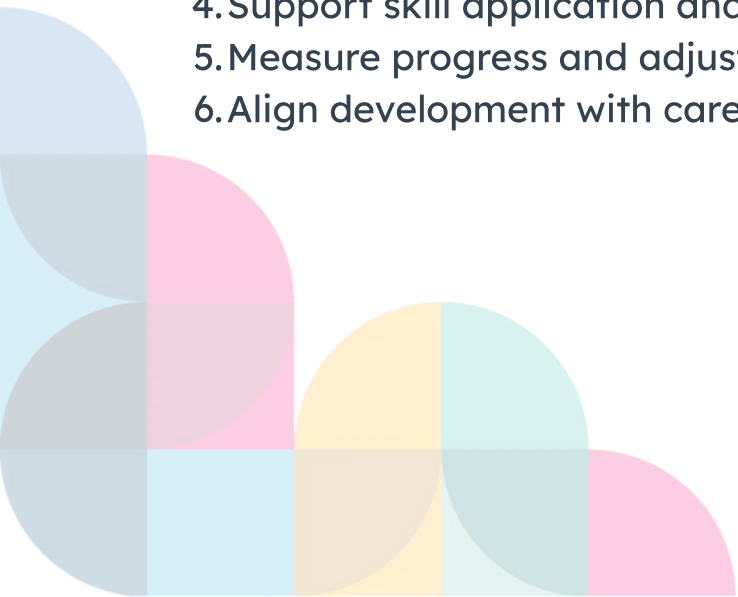 4. Support skill application
5. Measure progress and
6. Align development with